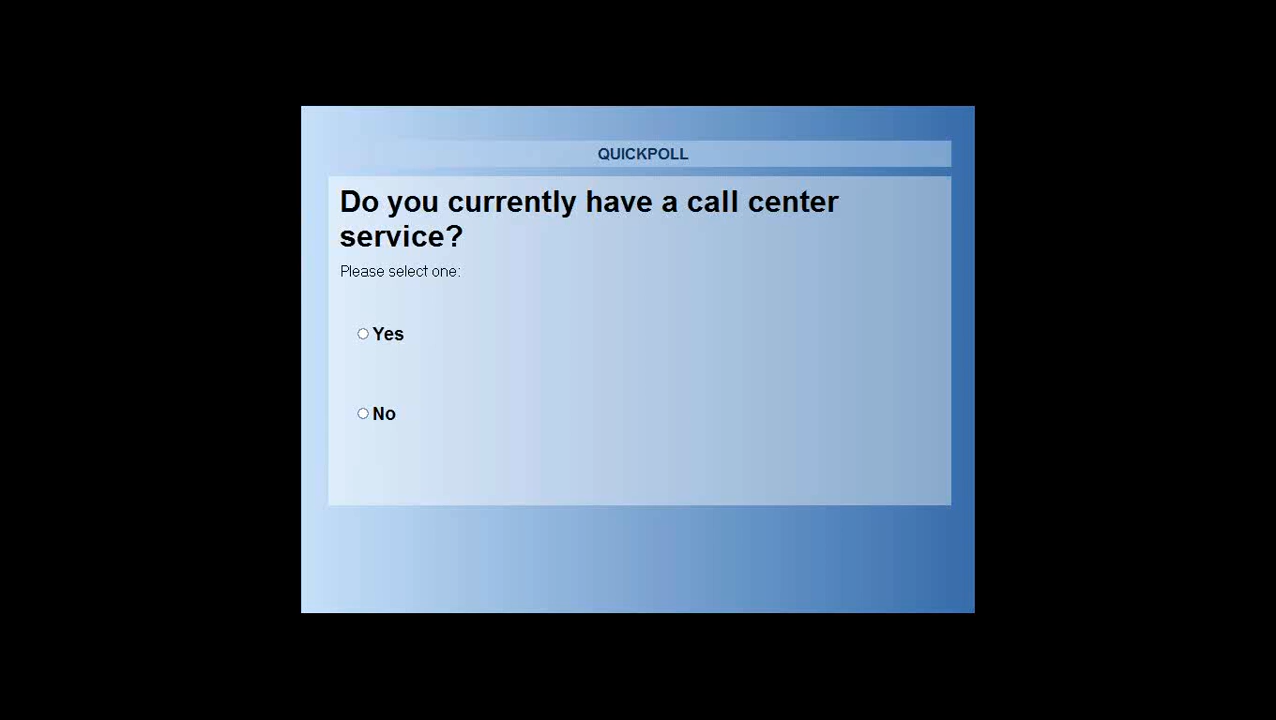 QUICKPOLL
Do you currently have a call center
service?
Please select one:
Yes
No